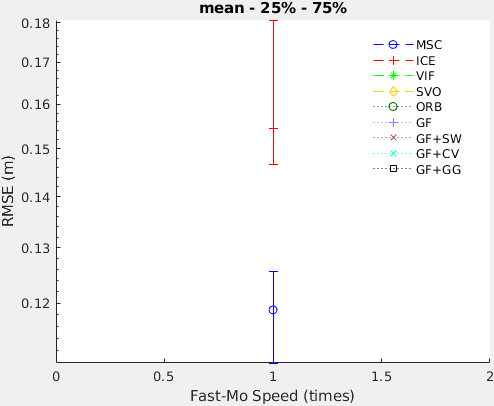 mean - 25% - 75%
0.18
0.17
0.16
0.15
0.14
0.13
0.12
RMSE (m)
MSC
ICE
VIF
SVO
ORB
GF
GF+SW
GF+CV
GF+GG
0 0.5 1 1.5 2
Fast-Mo Speed (times)